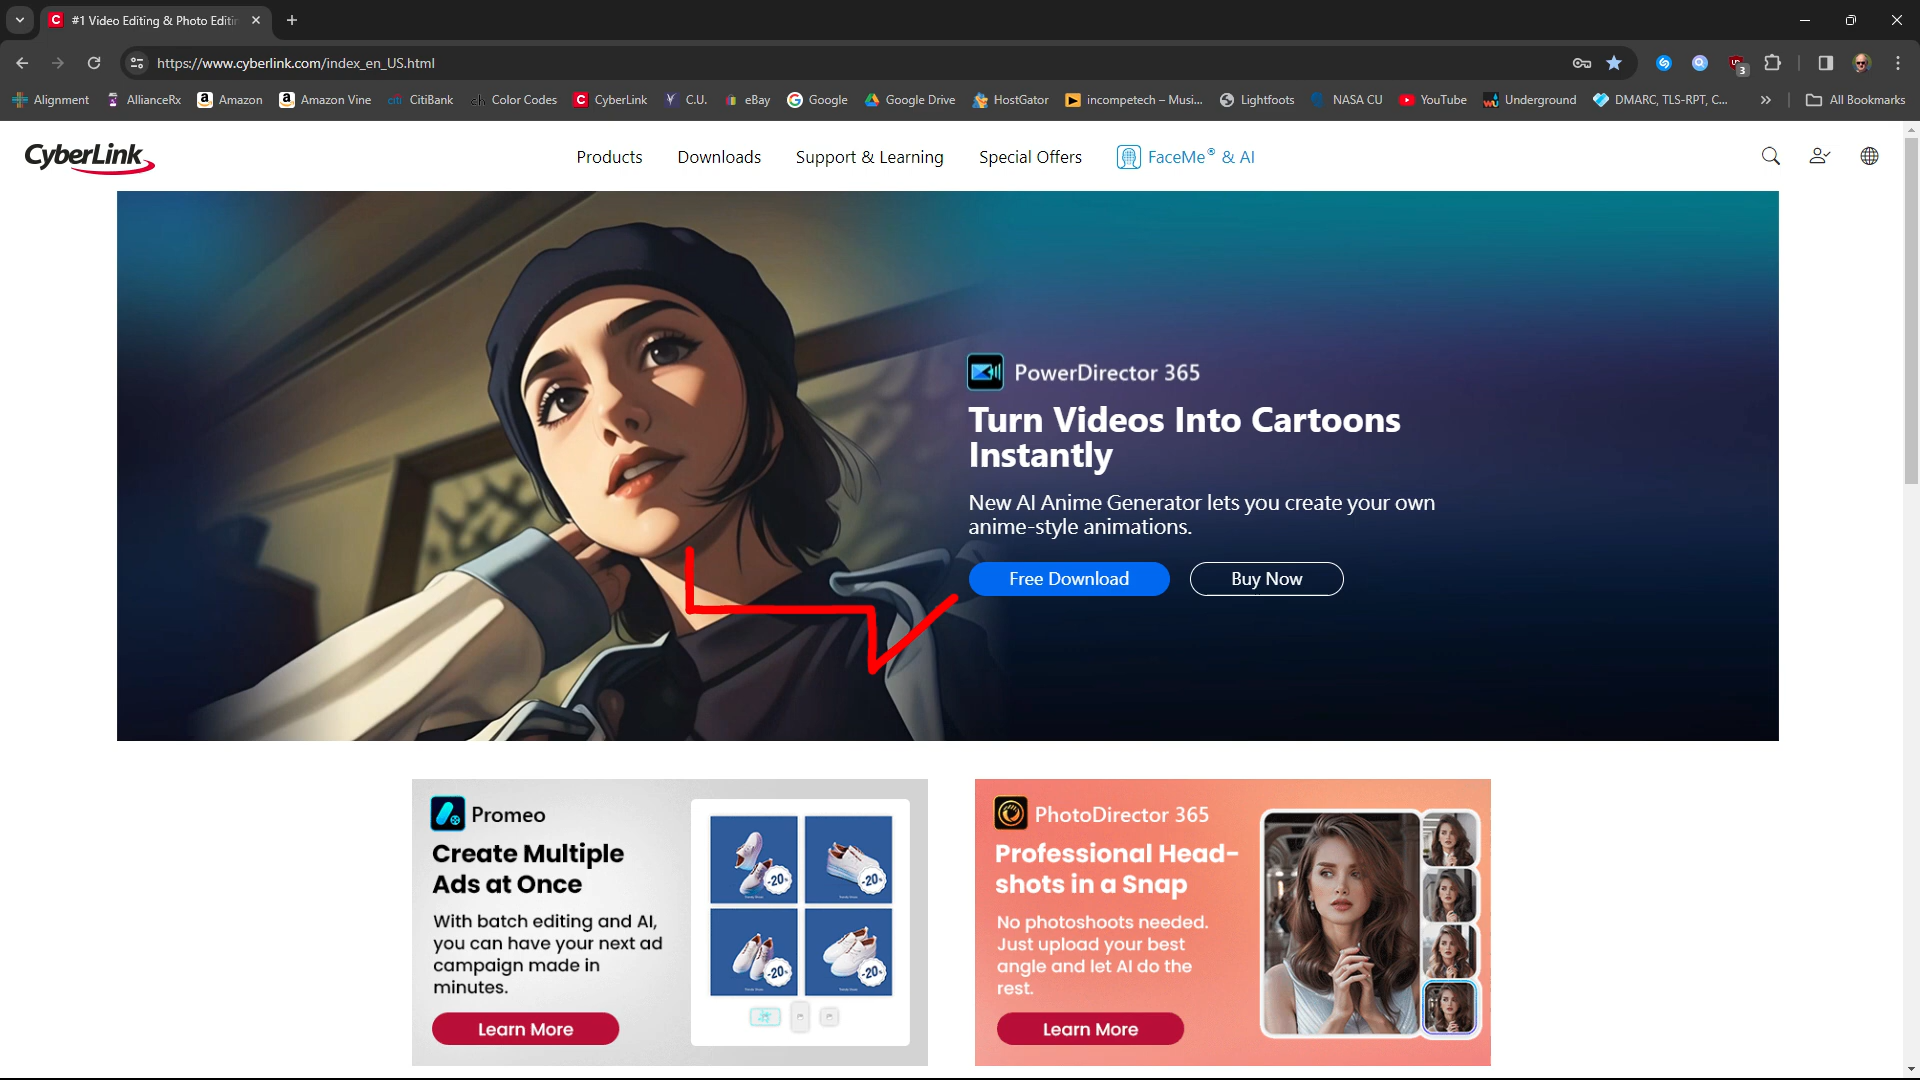 #1 Video Editing & Photo Editin
https://www.cyberlink.com/index_en_US.html
3
Alignment AllianceRx Amazon Amazon Vine CitiBank Color Codes CyberLink C.U. eBay Google Google Drive HostGator incompetech – Musi... Lightfoots NASA CU YouTube Underground DMARC, TLS-RPT, C... » All Bookmarks
CyberLink
Products Downloads Support & Learning Special Offers FaceMe® & AI
PowerDirector 365
Turn Videos Into Cartoons
Instantly
New AI Anime Generator lets you create your own
anime-style animations.
Free Download Buy Now
Promeo
Create Multiple
Ads at Once
With batch editing and AI,
you can have your next ad
campaign made in
minutes.
Learn More
-20%
-20%
-20%
-20%
PhotoDirector 365
Professional Head-
shots in a Snap
No photoshoots needed.
Just upload your best
angle and let AI do the
rest.
Learn More